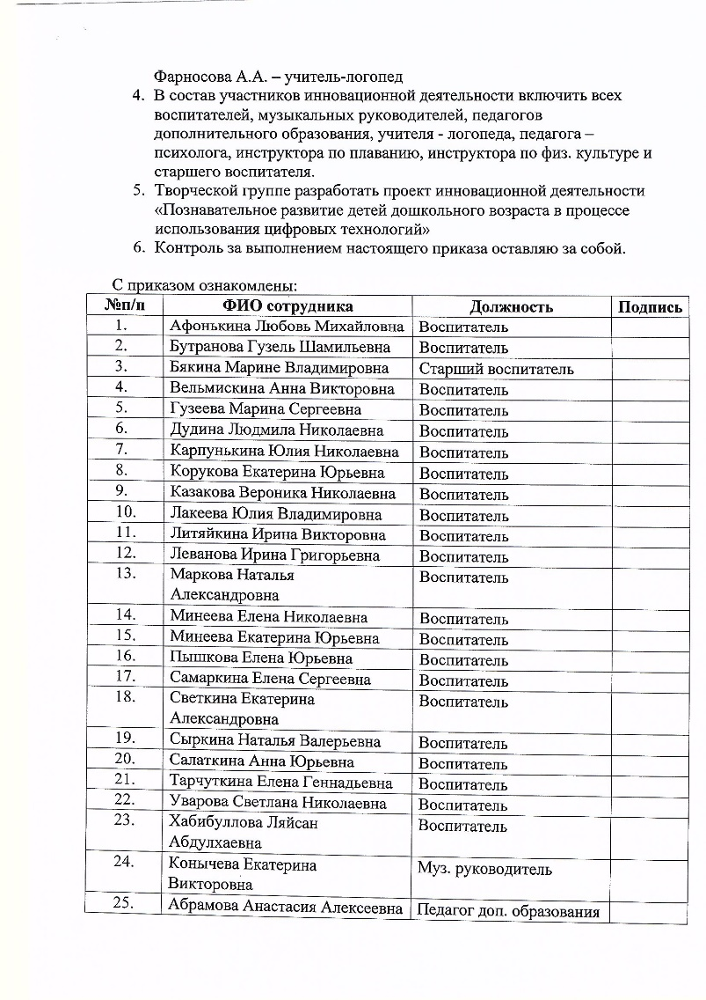 Фарносова А.А. – учитель-логопед
4. В состав участников инновационной деятельности включить всех
воспитателей, музыкальных руководителей, педагогов
дополнительного образования, учителя - логопеда, педагога –
психолога, инструктора по плаванию, инструктора по физ. культуре и
старшего воспитателя.
5. Творческой группе разработать проект инновационной деятельности
«Познавательное развитие детей дошкольного возраста в процессе
использования цифровых технологий»
6. Контроль за выполнением настоящего приказа оставляю за собой.
С приказом ознакомлены:
№п/п ФИО сотрудника Должность Подпись
1. Афонькина Любовь Михайловна Воспитатель
2. Бутранова Гузель Шамильевна Воспитатель
3. Бякина Марине Владимировна Старший воспитатель
4. Вельмискина Анна Викторовна Воспитатель
5. Гузеева Марина Сергеевна Воспитатель
6. Дудина Людмила Николаевна Воспитатель
7. Карпунькина Юлия Николаевна Воспитатель
8. Корукова Екатерина Юрьевна Воспитатель
9. Казакова Вероника Николаевна Воспитатель
10. Лакеева Юлия Владимировна Воспитатель
11. Литяйкина Ирина Викторовна Воспитатель
12. Леванова Ирина Григорьевна Воспитатель
13. Маркова Наталья Воспитатель
Александровна
14. Минеева Елена Николаевна Воспитатель
15. Минеева Екатерина Юрьевна Воспитатель
16. Пышкова Елена Юрьевна Воспитатель
17. Самаркина Елена Сергеевна Воспитатель
18. Светкина Екатерина Воспитатель
Александровна
19. Сыркина Наталья Валерьевна Воспитатель
20. Салаткина Анна Юрьевна Воспитатель
21. Тарчуткина Елена Геннадьевна Воспитатель
22. Уварова Светлана Николаевна Воспитатель
23. Хабибуллова Ляйсан Воспитатель
Абдулхаевна
24. Конычева Екатерина Муз. руководитель
Викторовна
25. Абрамова Анастасия Алексеевна Педагог доп. образования